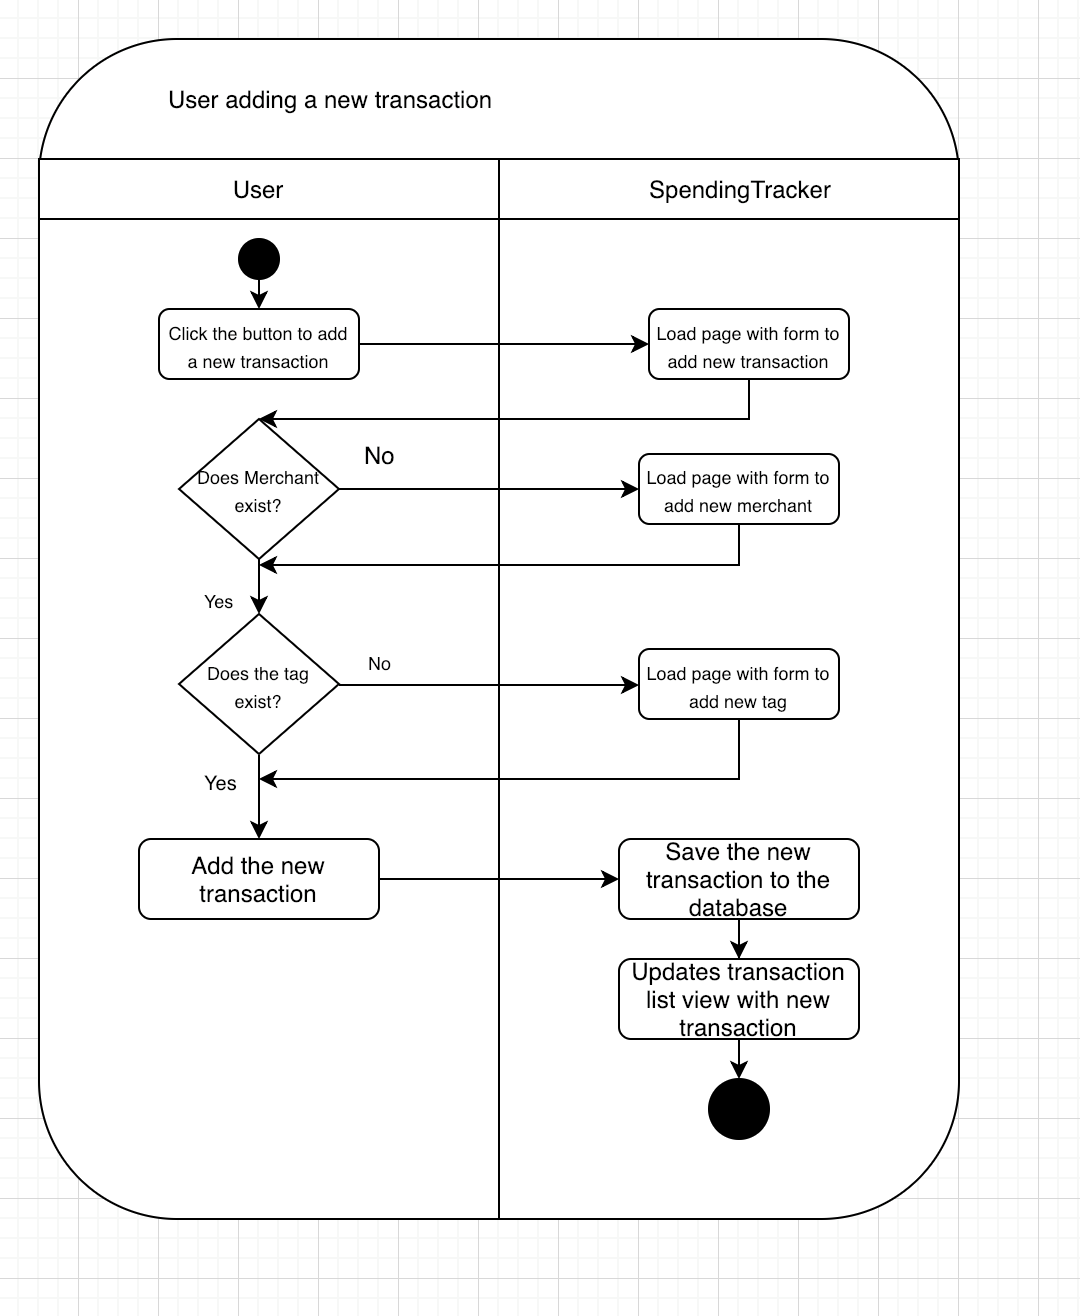 User adding a new transaction
User
SpendingTracker
Click the button to add
a new transaction
Load page with form to
add new transaction
Does Merchant
exist?
No
Load page with form to
add new merchant
Yes
Does the tag
exist?
No
Load page with form to
add new tag
Yes
Add the new
transaction
Save the new
transaction to the
database
Updates transaction
list view with new
transaction